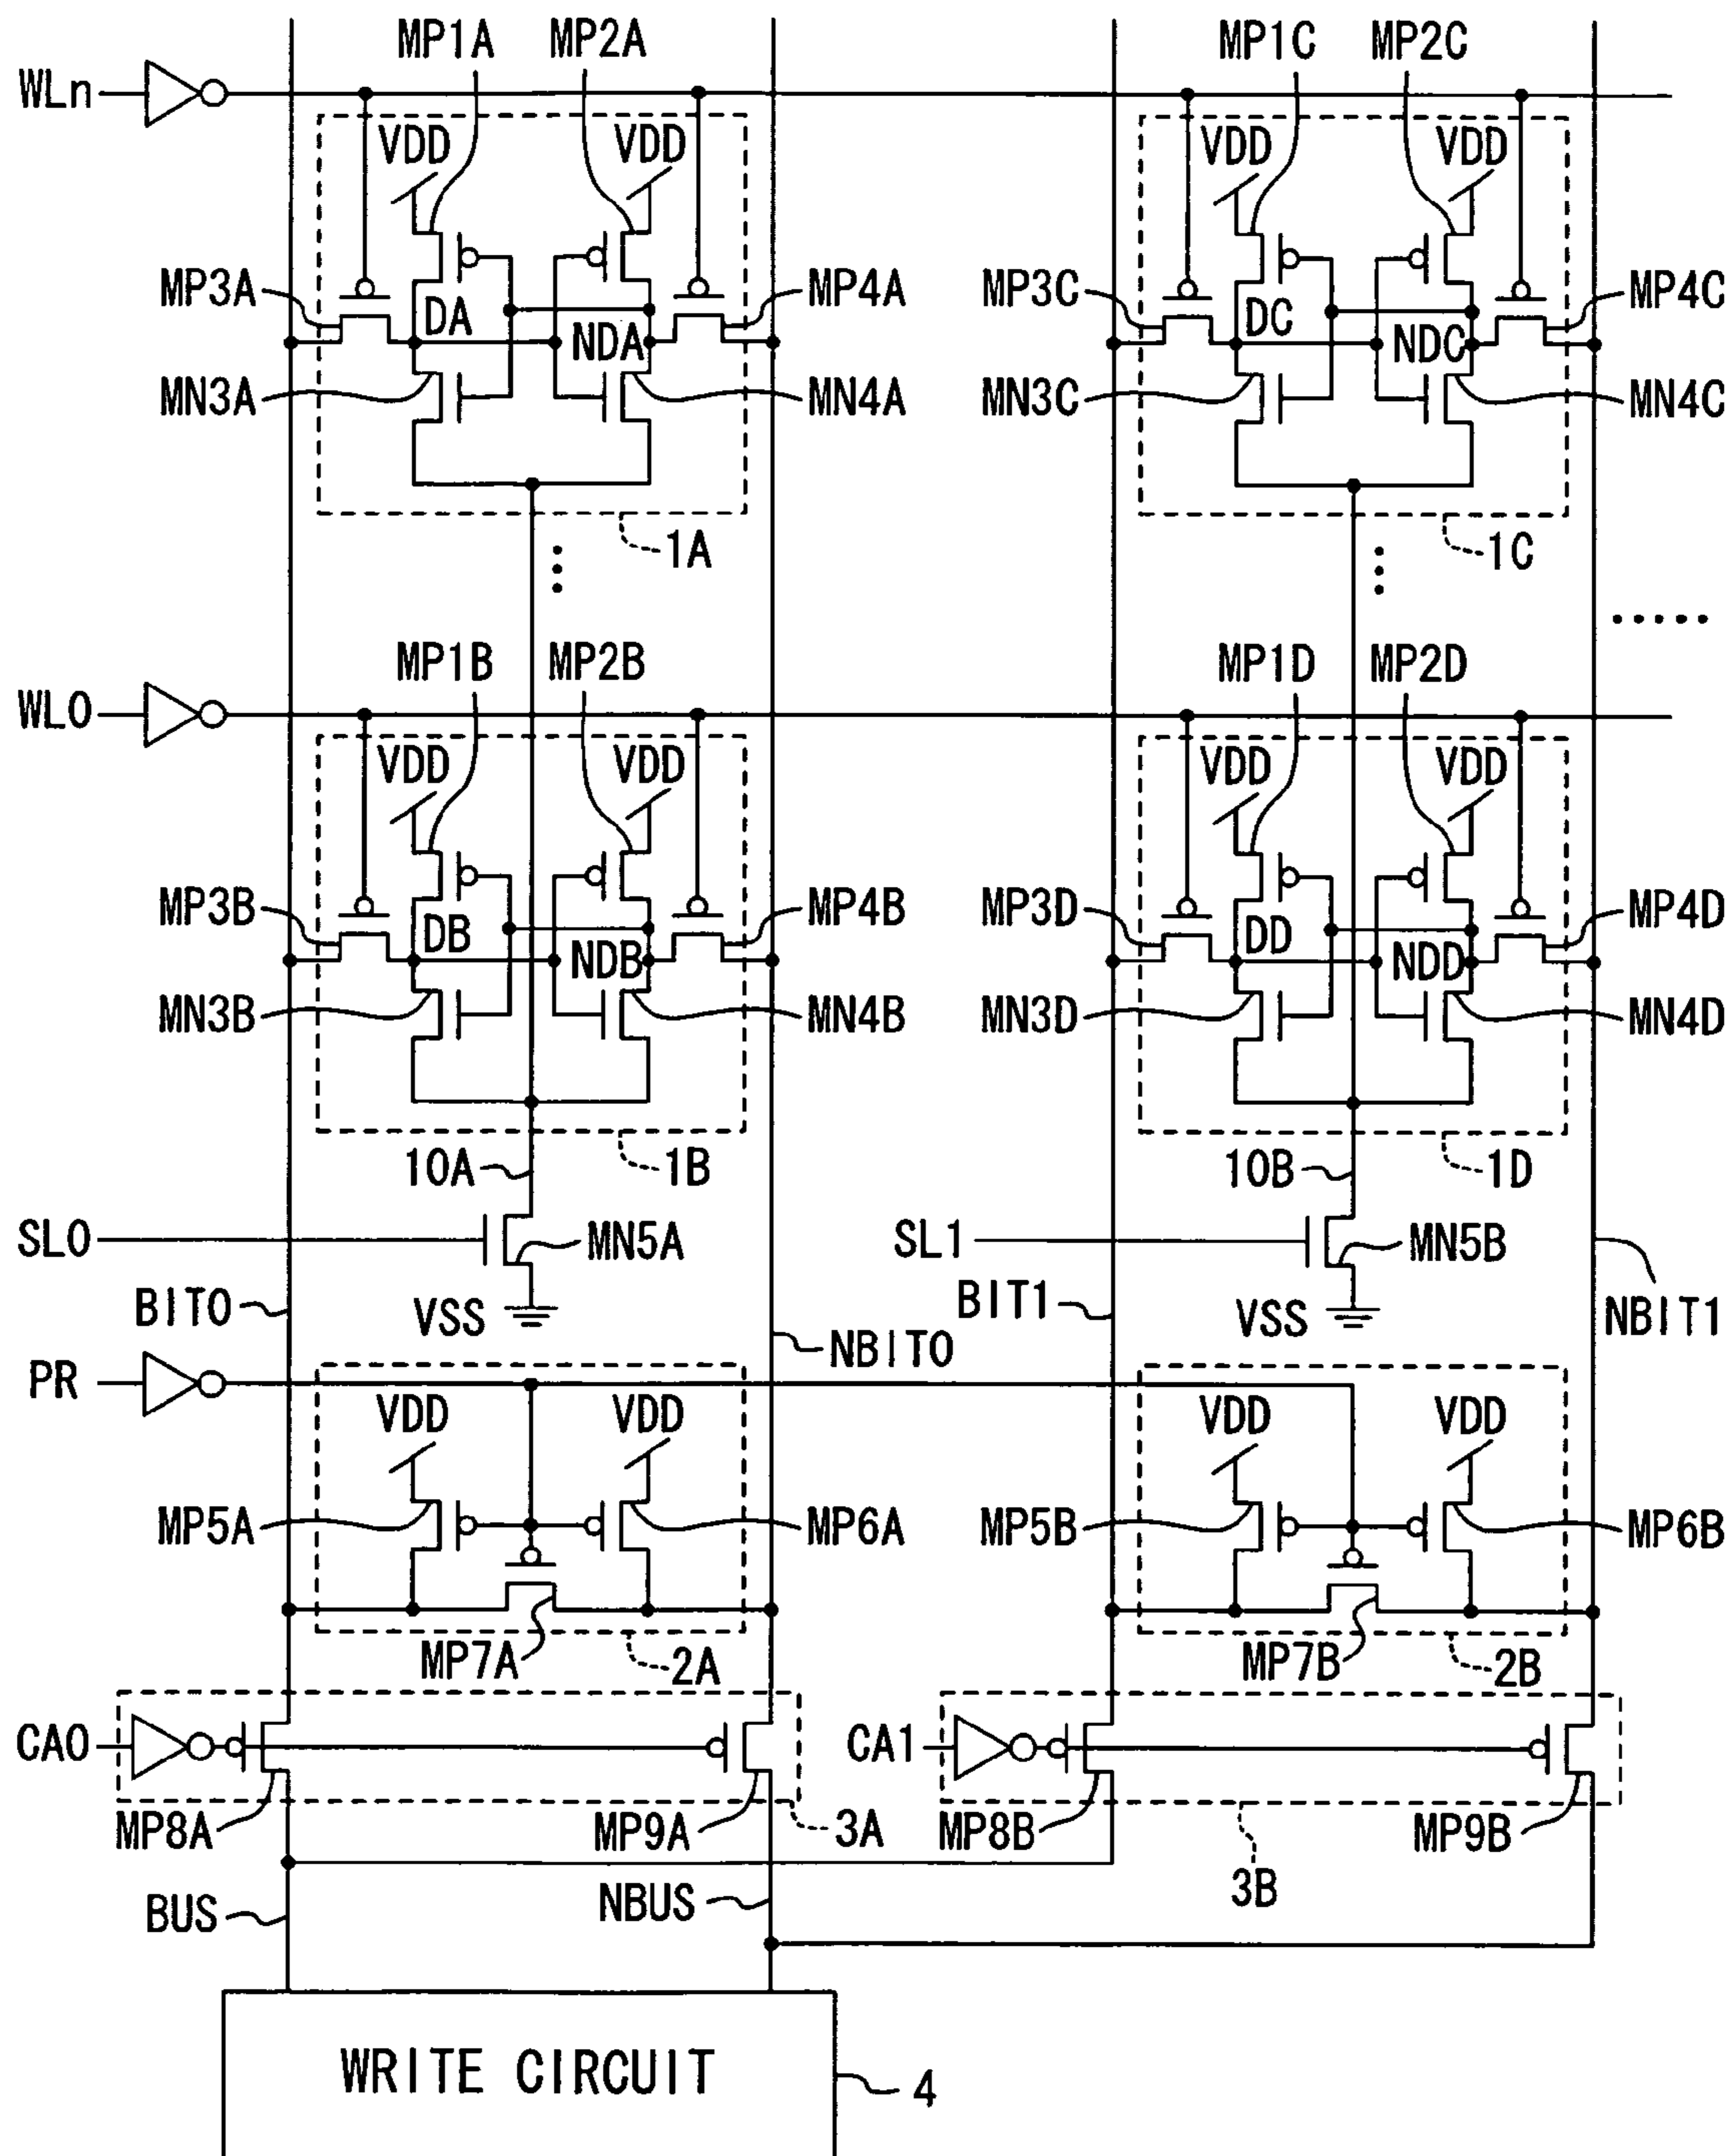 MP1A MP2A MP1C MP2C
WLn
VDD VDD VDD VDD
MP3A DA MP4A MP3C DC MP4C
NDA NDC
MN3A MN4A MN3C MN4C
1A 1C
MP1B MP2B MP1D MP2D
WL0
VDD VDD VDD VDD
MP3B DB MP4B MP3D DD MP4D
NDB NDD
MN3B MN4B MN3D MN4D
10A 1B 10B 1D
SL0 MN5A SL1 MN5B
BIT0 VSS BIT1 VSS NBIT1
NBIT0
PR
VDD VDD VDD VDD
MP5A MP6A MP5B MP6B
MP7A 2A MP7B 2B
CA0 CA1
MP8A MP9A 3A MP8B MP9B
BUS NBUS 3B
WRITE CIRCUIT 4